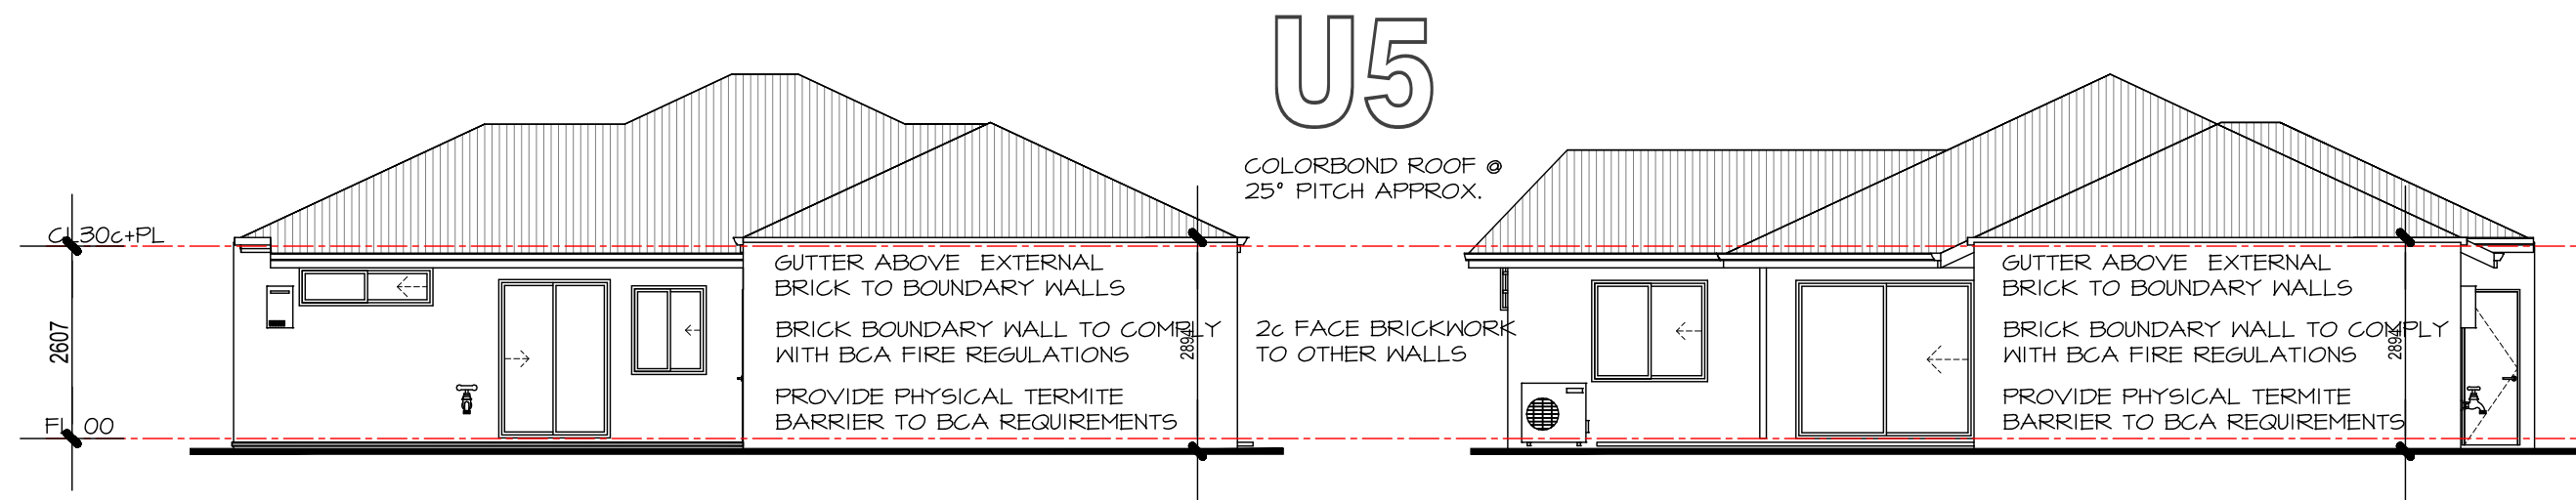 U5
COLORBOND ROOF @
25° PITCH APPROX.
CL30c+PL
2607
FL 00
GUTTER ABOVE EXTERNAL
BRICK TO BOUNDARY WALLS
BRICK BOUNDARY WALL TO COMPLY
WITH BCA FIRE REGULATIONS
PROVIDE PHYSICAL TERMITE
BARRIER TO BCA REQUIREMENTS
2894
2c FACE BRICKWORK
TO OTHER WALLS
GUTTER ABOVE EXTERNAL
BRICK TO BOUNDARY WALLS
BRICK BOUNDARY WALL TO COMPLY
WITH BCA FIRE REGULATIONS
PROVIDE PHYSICAL TERMITE
BARRIER TO BCA REQUIREMENTS
2894